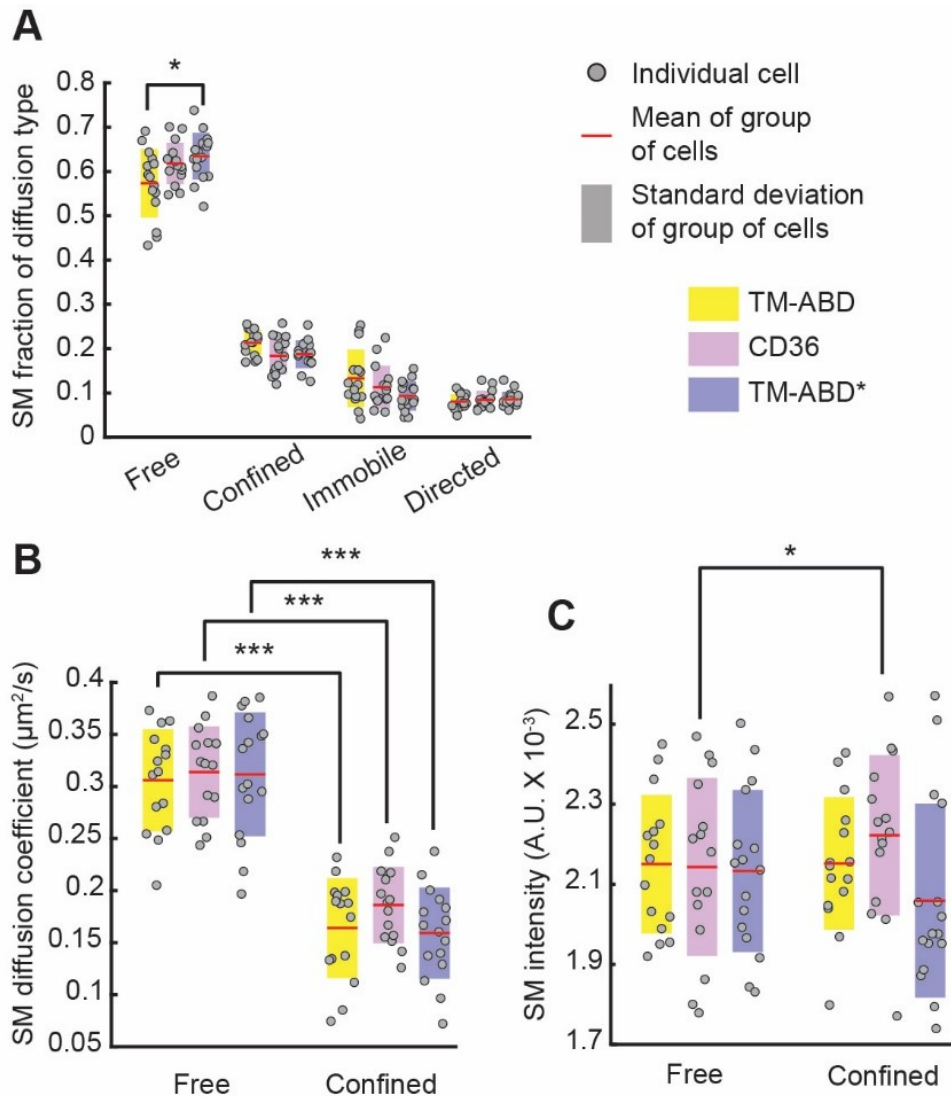 A
*
0.8
0.7
0.6
0.5
0.4
0.3
0.2
0.1
0
SM fraction of diffusion type
Free
Confined
Immobile
Directed
Individual cell
Mean of group
of cells
Standard deviation
of group of cells
TM-ABD
CD36
TM-ABD*
B
***
***
***
0.4
0.35
0.3
0.25
0.2
0.15
0.1
0.05
SM diffusion coefficient (µm²/s)
Free
Confined
C
*
2.5
2.3
2.1
1.9
1.7
SM intensity (A.U. X 10⁻³)
Free
Confined